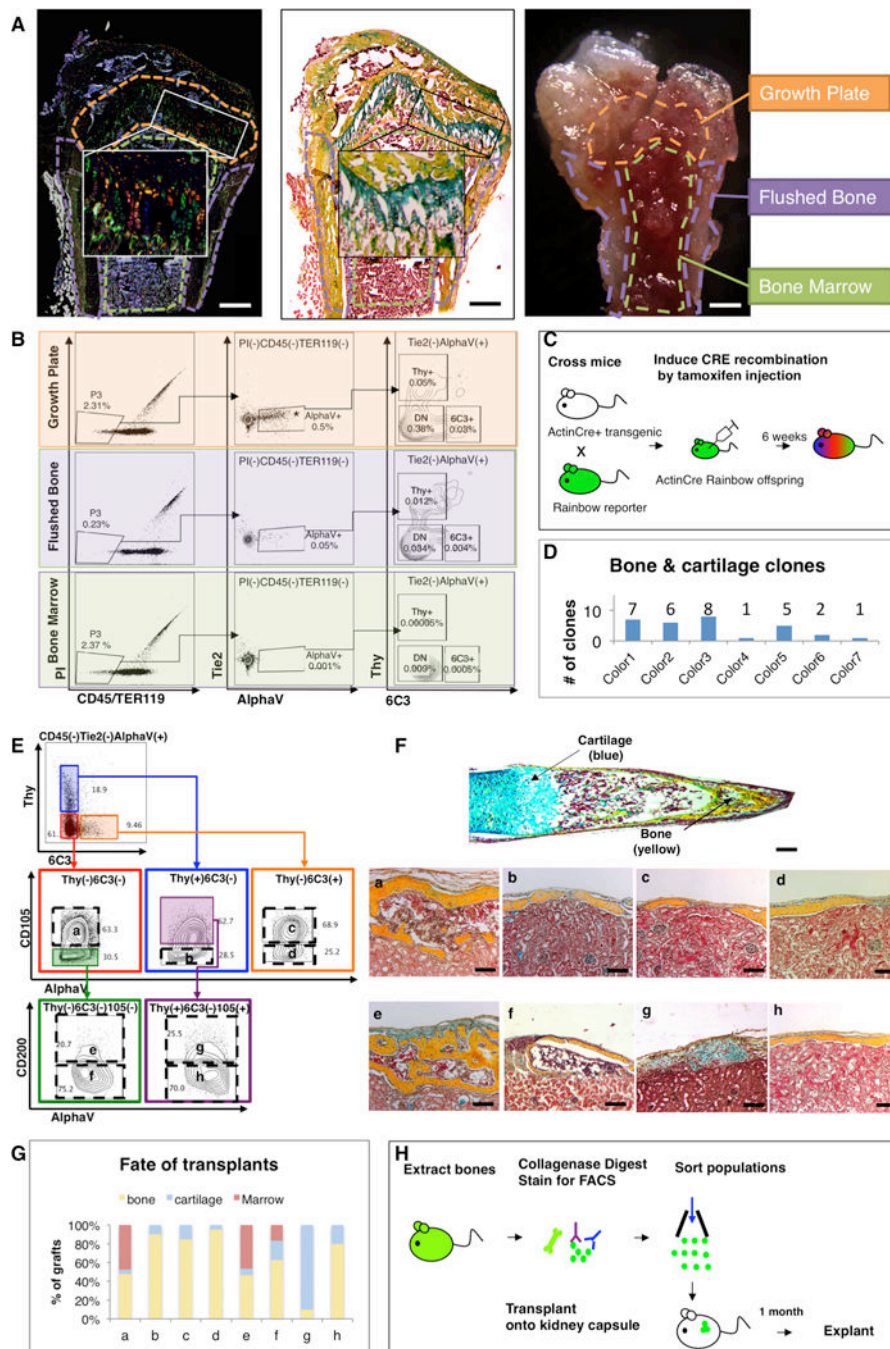 A
Growth Plate
Flushed Bone
Bone Marrow
B
Growth Plate
P3
2.31%
PI(-)CD45(-)TER119(-)
AlphaV+
0.5%
*
Tie2(-)AlphaV(+)
Thy+
0.05%
DN
0.38%
6C3+
0.03%
Flushed Bone
P3
0.23%
PI(-)CD45(-)TER119(-)
AlphaV+
0.05%
Tie2(-)AlphaV(+)
Thy+
0.012%
DN
0.034%
6C3+
0.004%
Bone Marrow
P3
2.37 %
PI(-)CD45(-)TER119(-)
AlphaV+
0.001%
Tie2(-)AlphaV(+)
Thy+
0.00005%
DN
0.009%
6C3+
0.0005%
PI
Tie2
Thy
CD45/TER119
AlphaV
6C3
C
Cross mice
Induce CRE recombination
by tamoxifen injection
ActinCre+ transgenic
X
Rainbow reporter
ActinCre Rainbow offspring
6 weeks
D
Bone & cartilage clones
# of clones
10
0
7 6 8 1 5 2 1
Color1 Color2 Color3 Color4 Color5 Color6 Color7
E
CD45(-)Tie2(-)AlphaV(+)
Thy
18.9
61.
9.46
6C3
Thy(-)6C3(-)
Thy(+)6C3(-)
Thy(-)6C3(+)
CD105
a
63.3
30.5
62.7
b
28.5
c
68.9
d
25.2
AlphaV
Thy(-)6C3(-)105(-)
Thy(+)6C3(-)105(+)
CD200
20.7
e
f
75.2
25.5
g
h
70.0
AlphaV
F
Cartilage
(blue)
Bone
(yellow)
a b c d
e f g h
G
Fate of transplants
bone cartilage Marrow
% of grafts
100%
80%
60%
40%
20%
0%
a b c d e f g h
H
Extract bones
Collagenase Digest
Stain for FACS
Sort populations
Transplant
onto kidney capsule
1 month
Explant